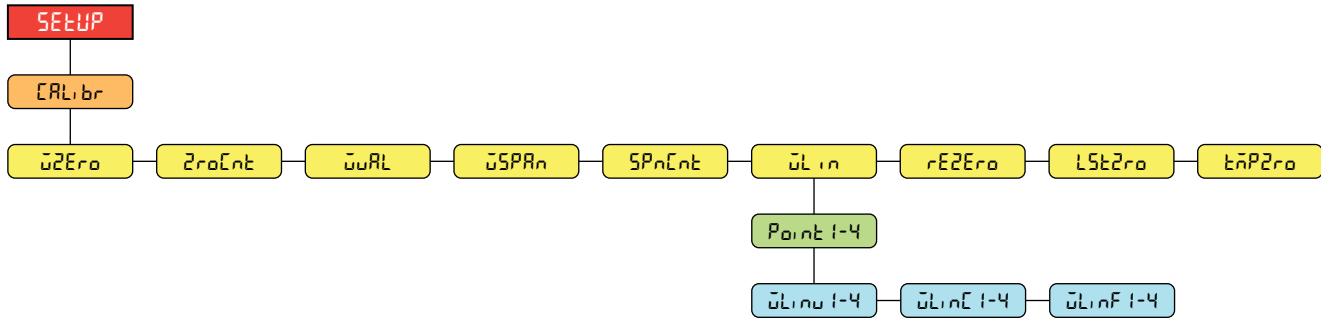 SEtUP
CALibr
wZEro ZroCnt wvAL wSPAn SPnCnt wLin rEZEro LStZro tmPZro
Point 1-4
wLinv 1-4 wLinC 1-4 wLinF 1-4